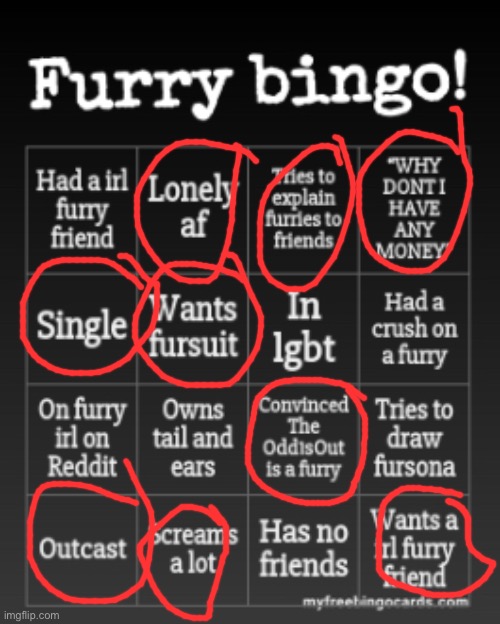 Furry bingo!
Had a irl
furry
friend
Lonely
af
Tries to
explain
furries to
friends
"WHY
DONT I
HAVE
ANY
MONEY"
Single
Wants
fursuit
In
lgbt
Had a
crush on
a furry
On furry
irl on
Reddit
Owns
tail and
ears
Convinced
The
Odd1sOut
is a furry
Tries to
draw
fursona
Outcast
Screams
a lot
Has no
friends
Wants a
irl furry
friend
myfreebingocards.com
imgflip.com